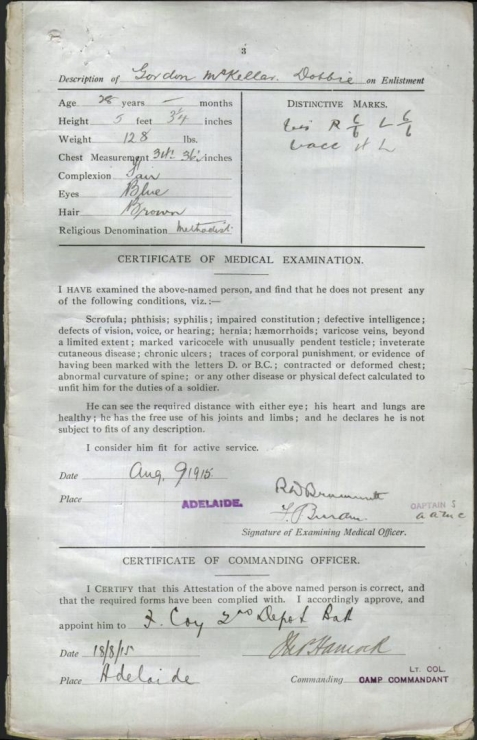 3
Description of Gordon McKellar Dobbie on Enlistment
Age 28 years — months
Height 5 feet 3 ¾ inches
Weight 128 lbs.
Chest Measurement inches
Complexion Fair
Eyes Blue
Hair Brown
Religious Denomination Methodist
DISTINCTIVE MARKS.
Vis R 6/6 L 6/6
Vacc L
CERTIFICATE OF MEDICAL EXAMINATION.
I HAVE examined the above-named person, and find that he does not present any
of the following conditions, viz.:—
Scrofula; phthisis; syphilis; impaired constitution; defective intelligence;
defects of vision, voice, or hearing; hernia; hæmorrhoids; varicose veins, beyond
a limited extent; marked varicocele with unusually pendent testicle; inveterate
cutaneous disease; chronic ulcers; traces of corporal punishment, or evidence of
having been marked with the letters D. or B.C.; contracted or deformed chest;
abnormal curvature of spine; or any other disease or physical defect calculated to
unfit him for the duties of a soldier.
He can see the required distance with either eye; his heart and lungs are
healthy; he has the free use of his joints and limbs; and he declares he is not
subject to fits of any description.
I consider him fit for active service.
Date Aug. 9 1915
Place ADELAIDE.
CAPTAIN
A.A.M.C
Signature of Examining Medical Officer.
CERTIFICATE OF COMMANDING OFFICER.
I CERTIFY that this Attestation of the above named person is correct, and
that the required forms have been complied with. I accordingly approve, and
appoint him to F. Coy 2nd Depot Bat
Date 18/8/15
Place Adelaide
LT. COL.
Commanding CAMP COMMANDANT